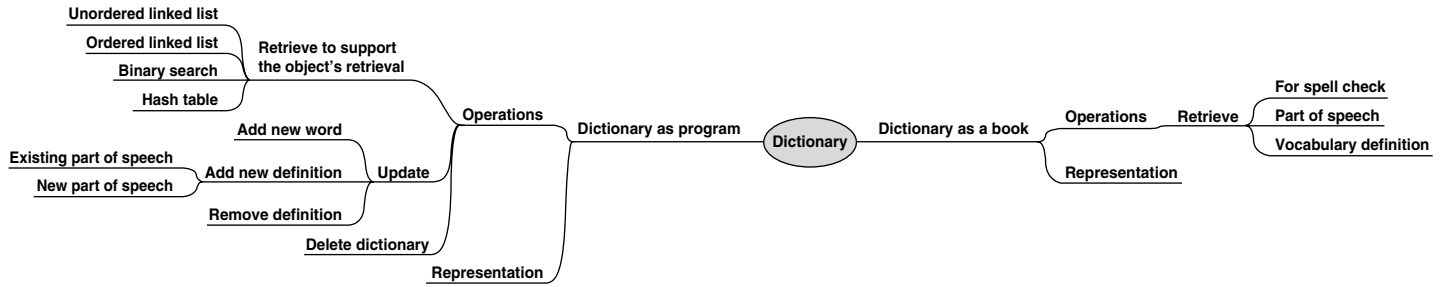 Unordered linked list
Ordered linked list
Binary search
Hash table
Retrieve to support
the object's retrieval
Add new word
Existing part of speech
New part of speech
Add new definition
Remove definition
Update
Delete dictionary
Operations
Representation
Dictionary as program
Dictionary
Dictionary as a book
Operations
Representation
Retrieve
For spell check
Part of speech
Vocabulary definition